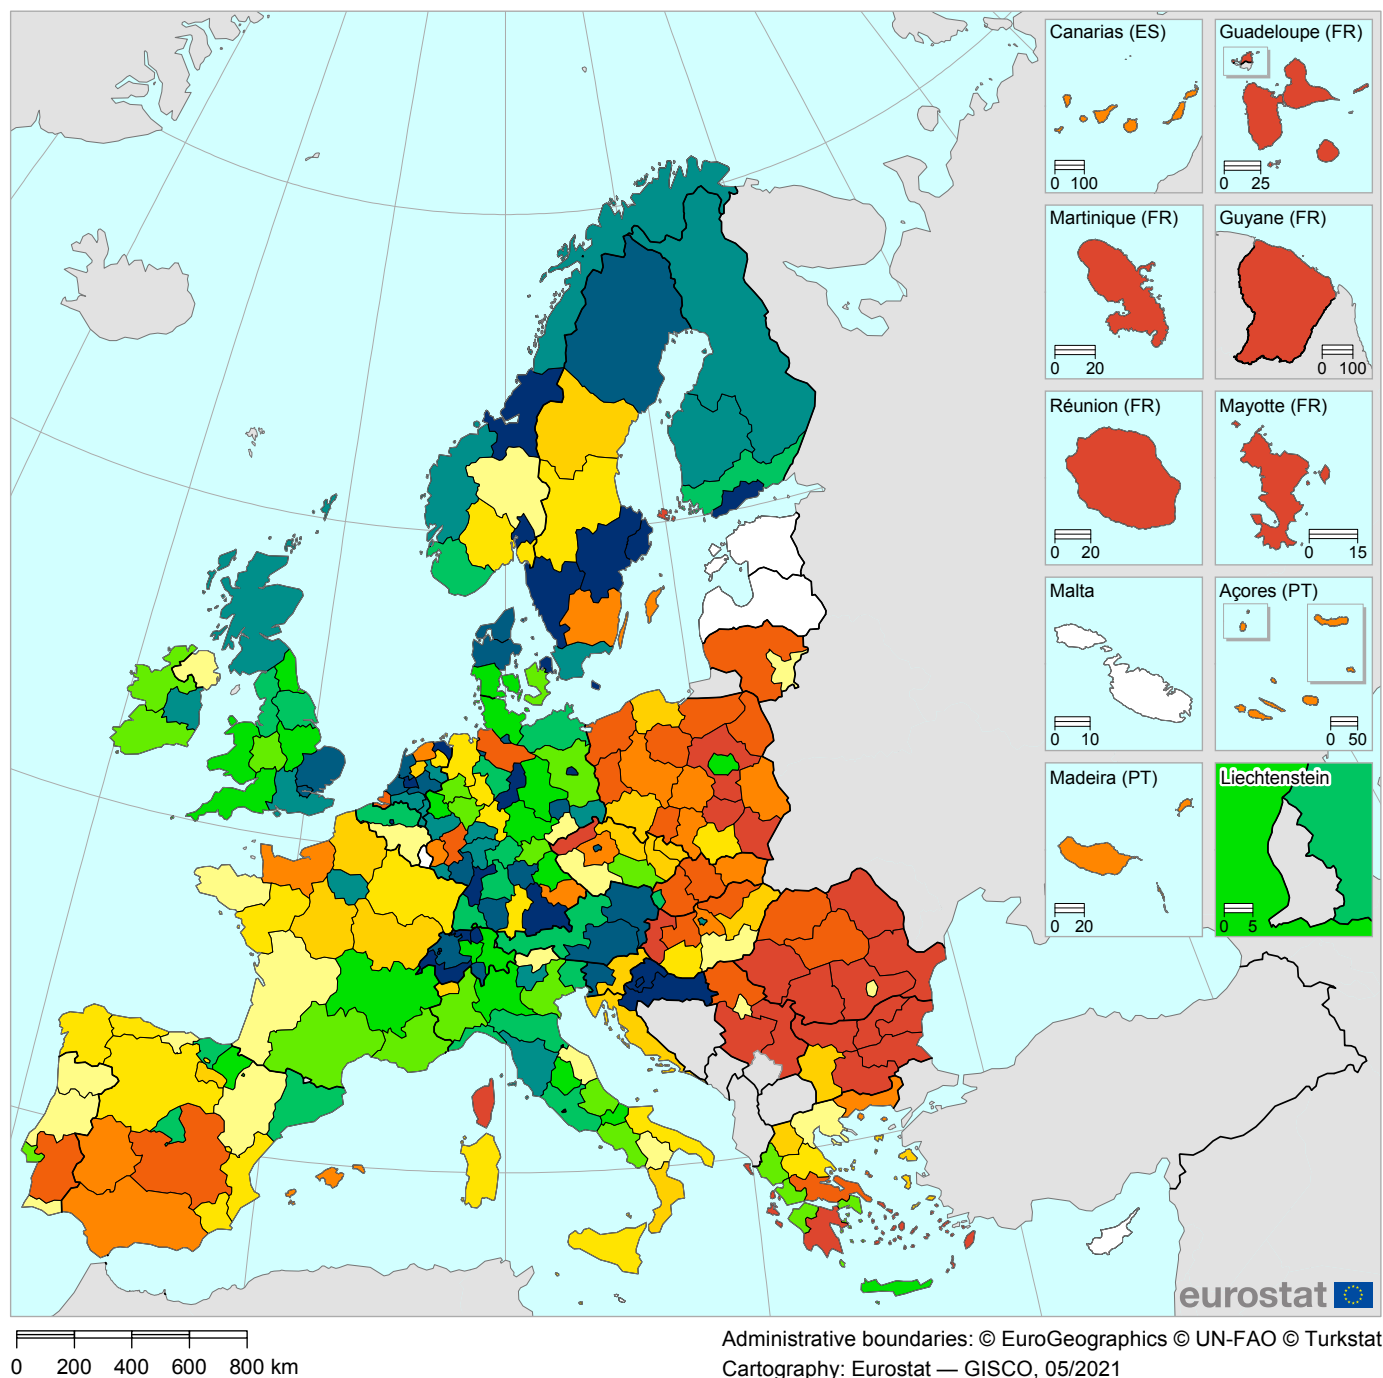 Canarias (ES)
0 100
Guadeloupe (FR)
0 25
Martinique (FR)
0 20
Guyane (FR)
0 100
Réunion (FR)
0 20
Mayotte (FR)
0 15
Malta
0 10
Açores (PT)
0 50
Madeira (PT)
0 20
Liechtenstein
0 5
eurostat
0 200 400 600 800 km
Administrative boundaries: © EuroGeographics © UN-FAO © Turkstat
Cartography: Eurostat — GISCO, 05/2021